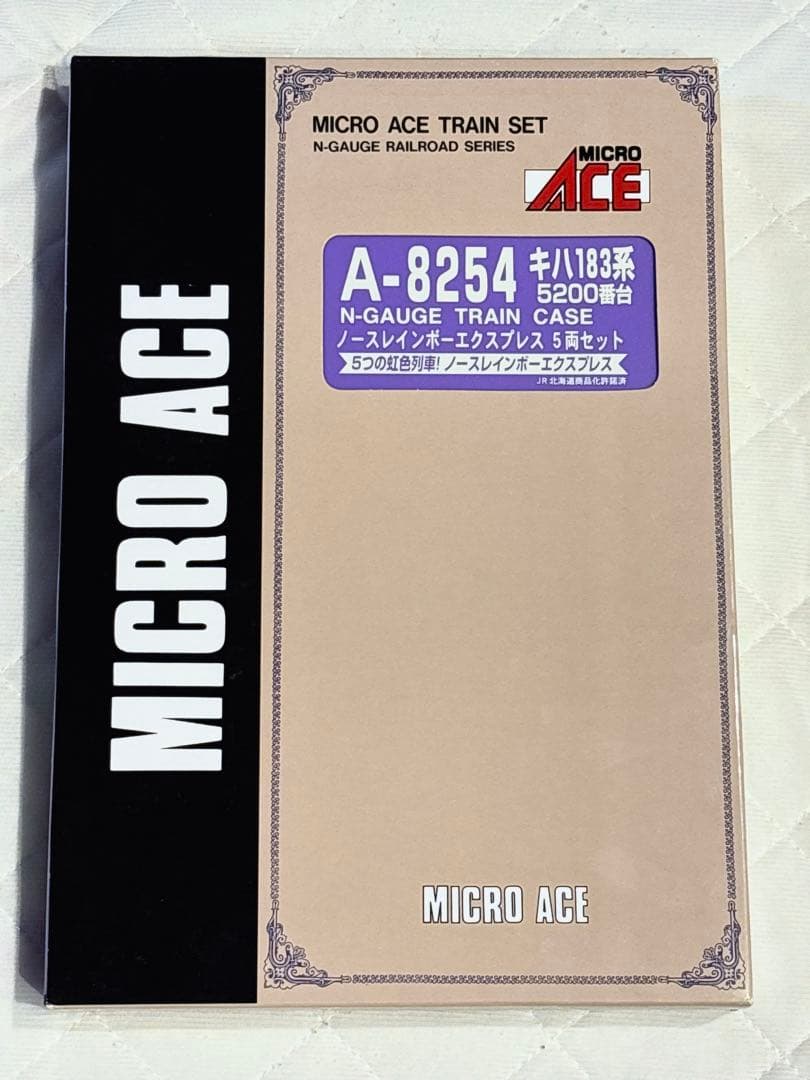 MICRO ACE
MICRO ACE TRAIN SET
N-GAUGE RAILROAD SERIES
MICRO
ACE
A-8254 キハ183系
5200番台
N-GAUGE TRAIN CASE
ノースレインボーエクスプレス 5両セット
5つの虹色列車! ノースレインボーエクスプレス
JR北海道商品化許諾済
MICRO ACE